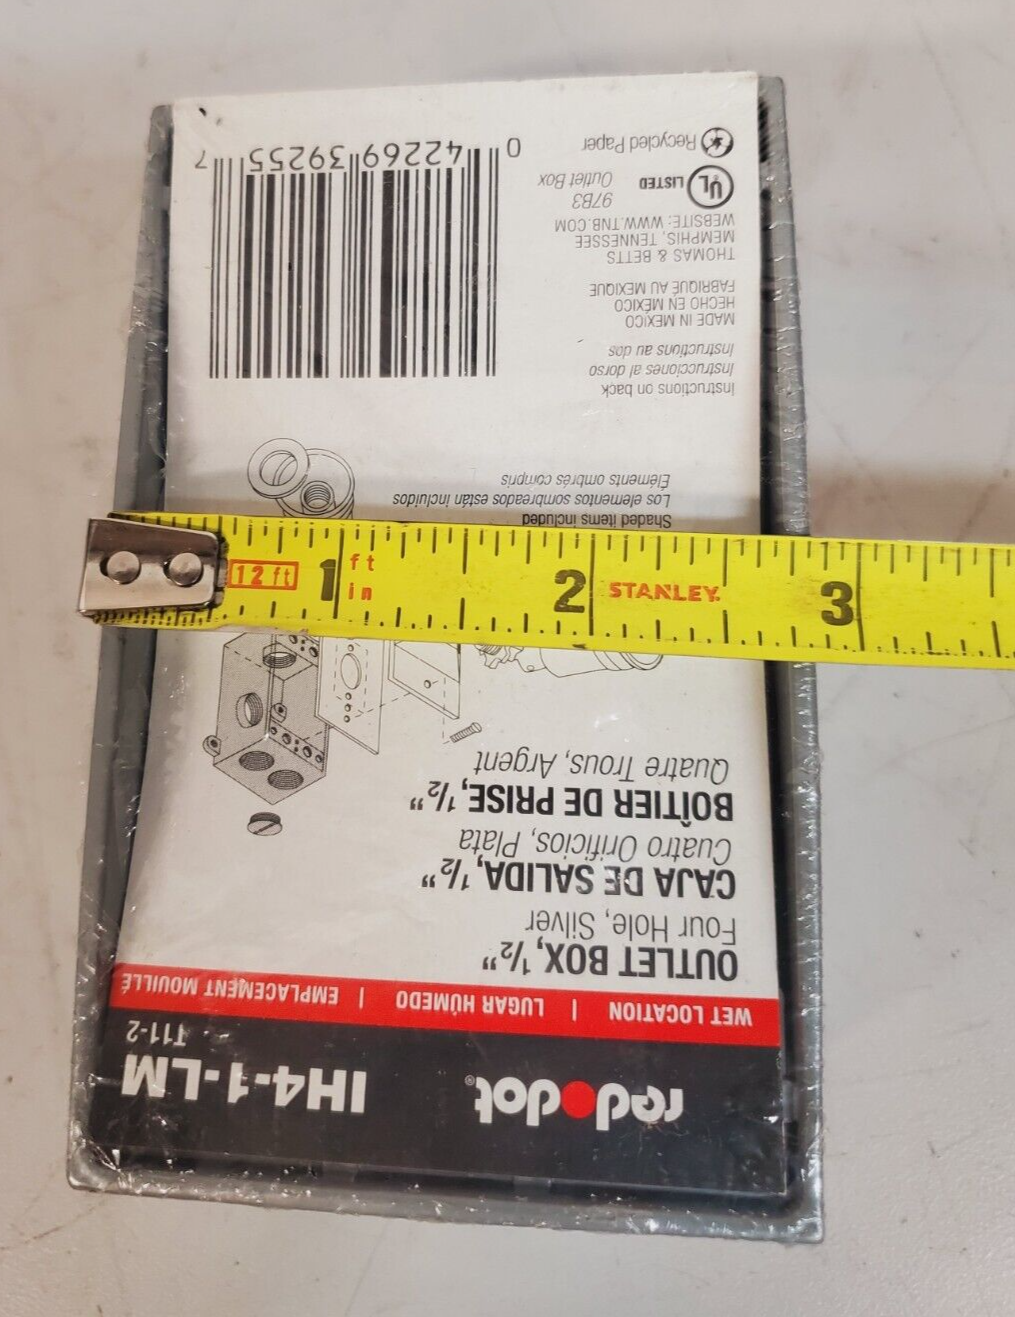 red•dot®
IH4-1-LM
T11-2
WET LOCATION | LUGAR HÚMEDO | EMPLACEMENT MOUILLÉ
OUTLET BOX, 1/2"
Four Hole, Silver
CAJA DE SALIDA, 1/2"
Cuatro Orificios, Plata
BOÎTIER DE PRISE, 1/2"
Quatre Trous, Argent
12 ft
1 ft
in
2
STANLEY
3
Shaded items included
Los elementos sombreados están incluidos
Éléments ombrés compris
Instructions on back
Instrucciones al dorso
Instructions au dos
MADE IN MEXICO
HECHO EN MÉXICO
FABRIQUÉ AU MEXIQUE
THOMAS & BETTS
MEMPHIS, TENNESSEE
WEBSITE: WWW.TNB.COM
UL LISTED
97B3
Outlet Box
Recycled Paper
0 42269 39255 7